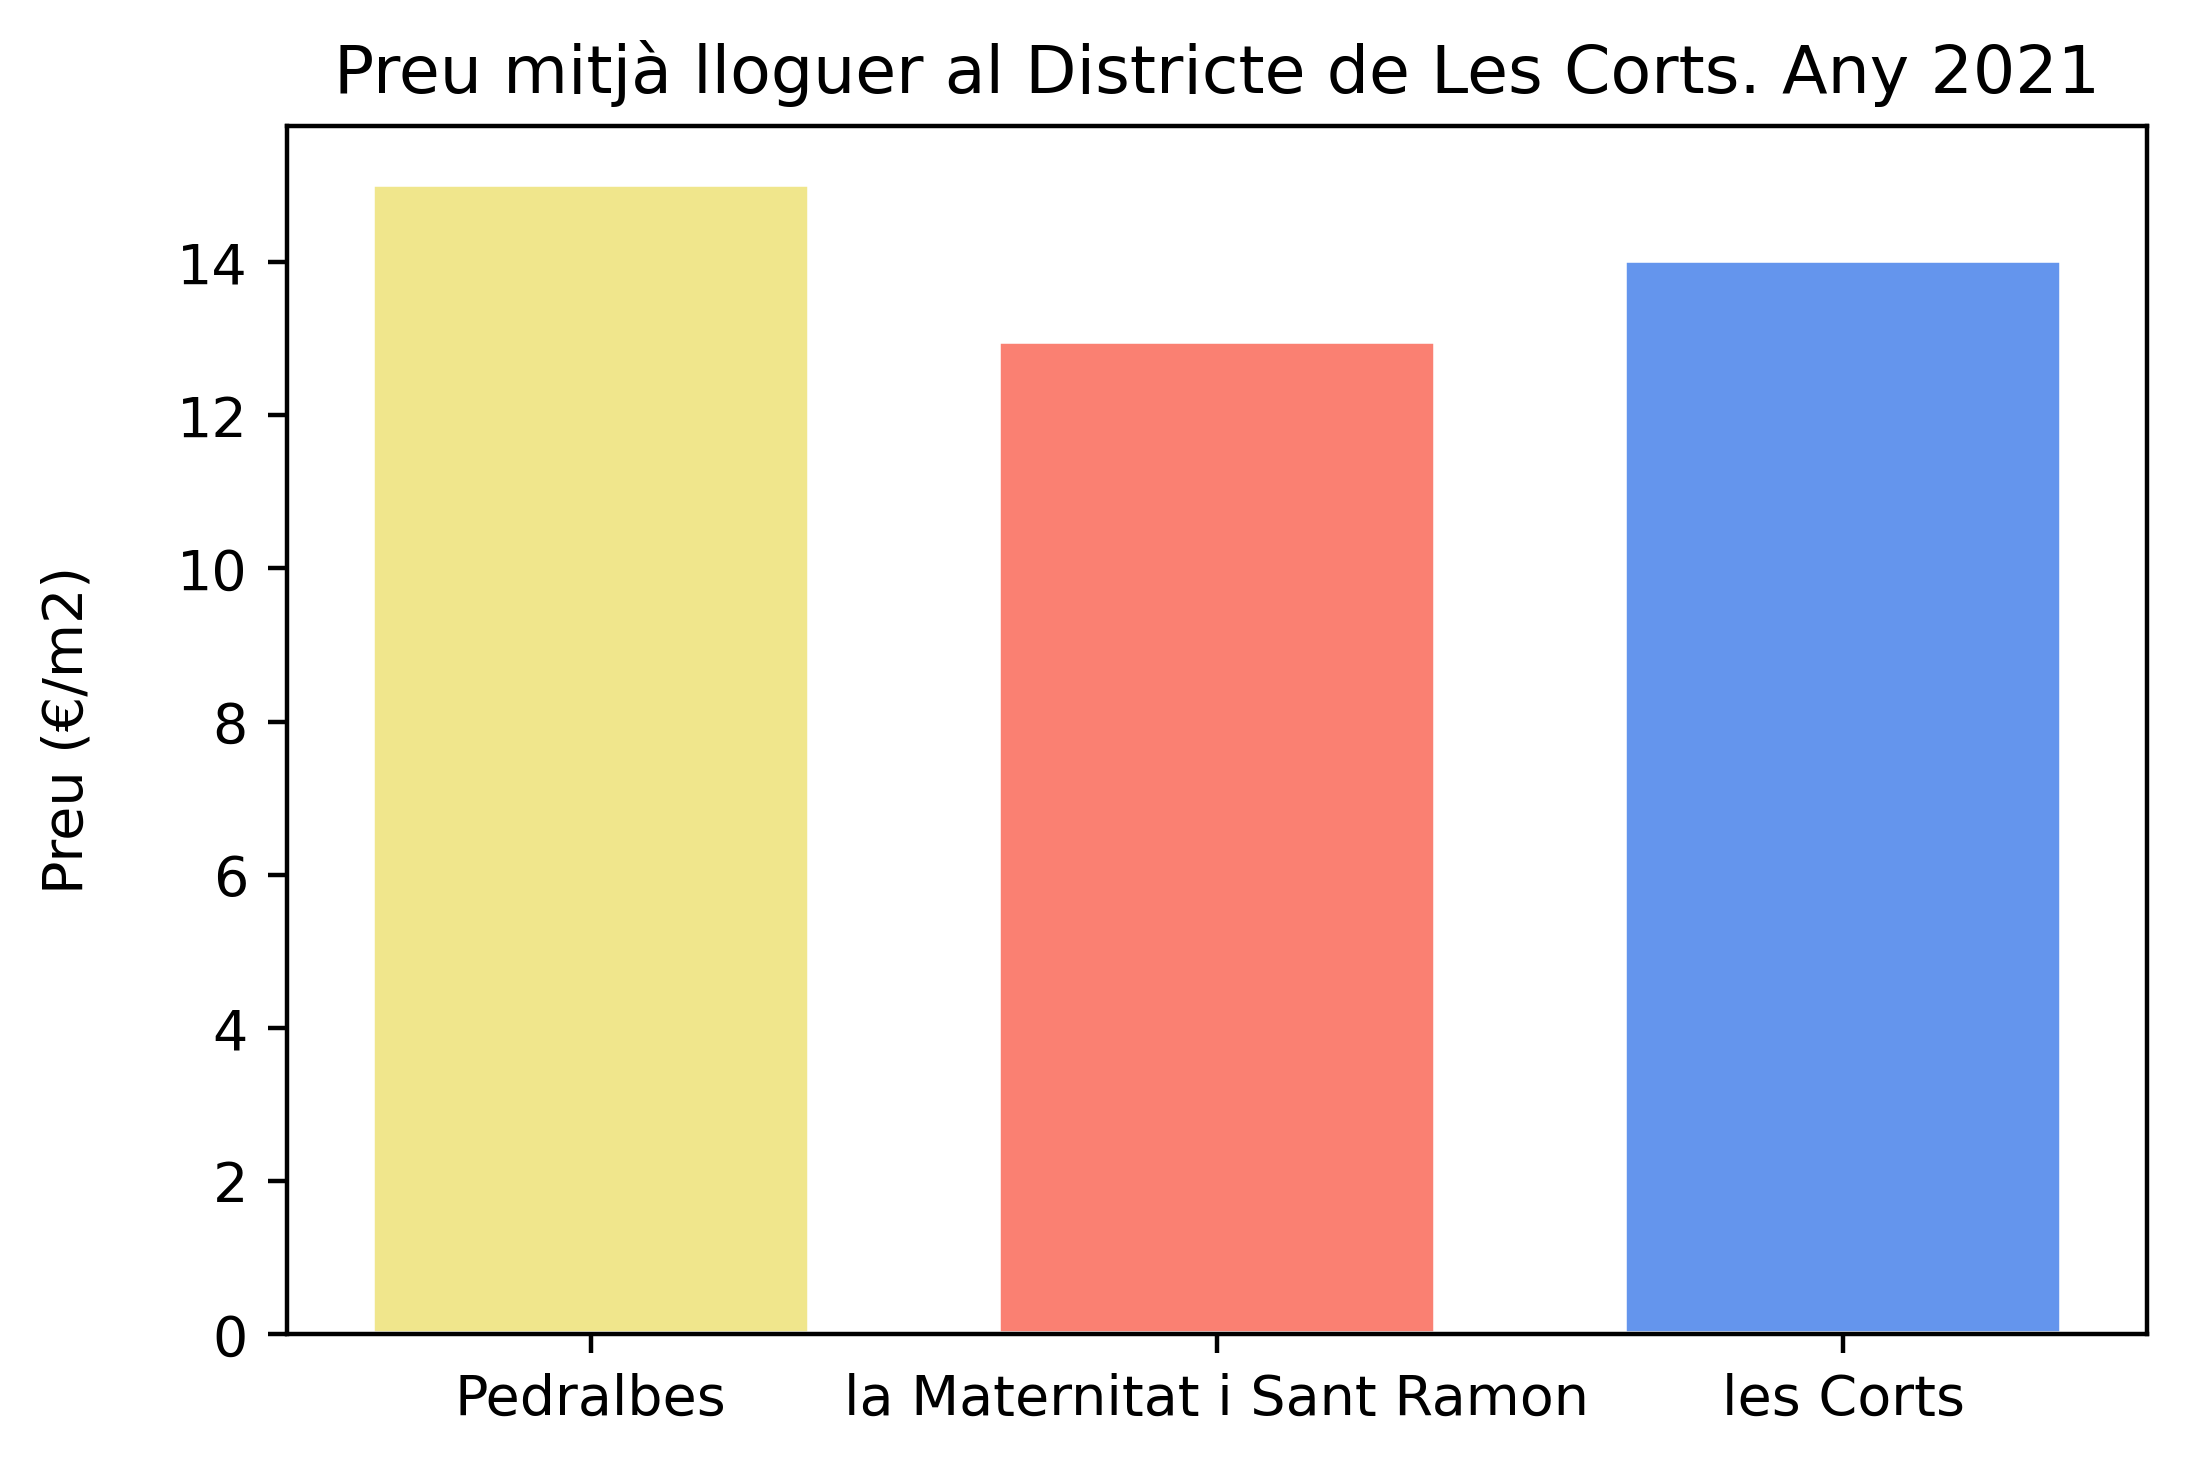 Preu mitjà lloguer al Districte de Les Corts. Any 2021
Preu (€/m2)
14
12
10
8
6
4
2
0
Pedralbes
la Maternitat i Sant Ramon
les Corts